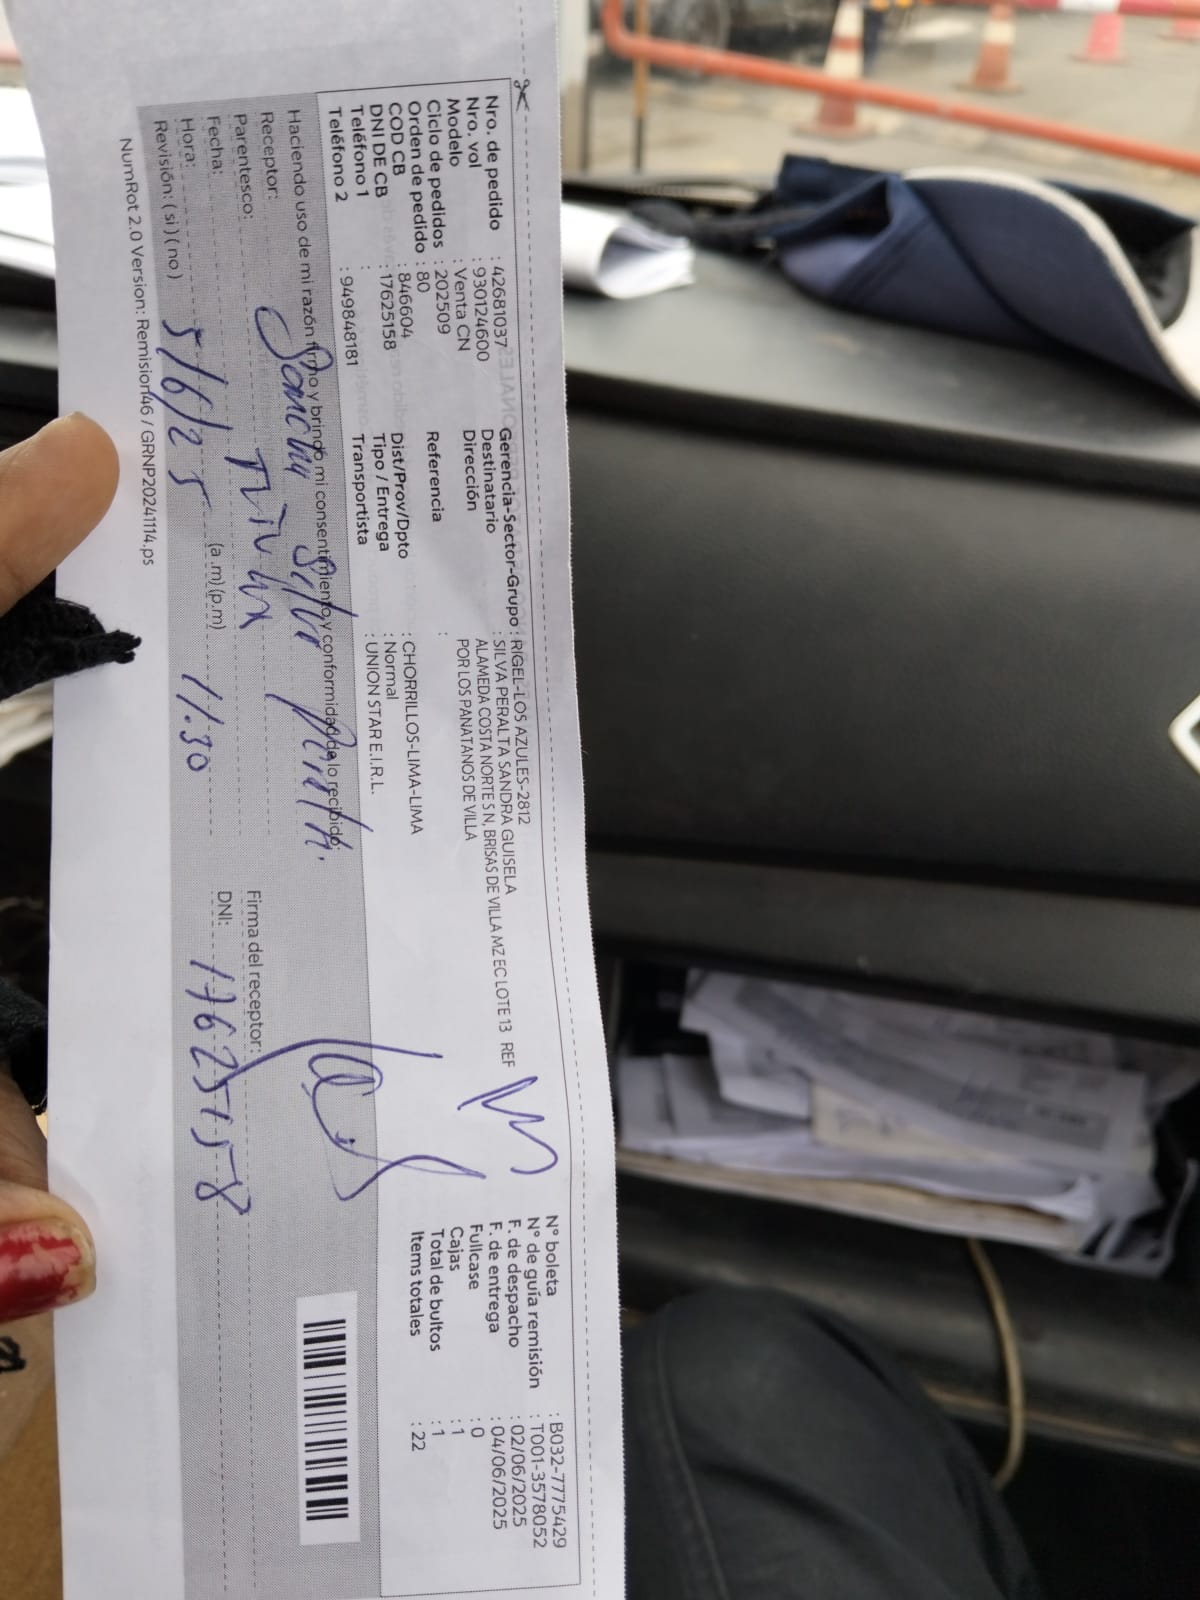 Nro. de pedido : 42681037
Nro. vol : 930124600
Modelo : Venta CN
Ciclo de pedidos : 202509
Orden de pedido : 80
COD CB : 846604
DNI DE CB : 17625158
Teléfono 1 :
Teléfono 2 : 949848181
Gerencia-Sector-Grupo : RIGEL-LOS AZULES-2812
Destinatario : SILVA PERALTA SANDRA GUISELA
Dirección ALAMEDA COSTA NORTE S N, BRISAS DE VILLA MZ EC LOTE 13 REF
POR LOS PANATANOS DE VILLA
Referencia :
Dist/Prov/Dpto : CHORRILLOS-LIMA-LIMA
Tipo / Entrega : Normal
Transportista : UNION STAR E.I.R.L.
N° boleta : B032-7775429
N° de guía remisión : T001-3578052
F. de despacho : 02/06/2025
F. de entrega : 04/06/2025
Fullcase : 0
Cajas : 1
Total de bultos : 1
Items totales : 22
Haciendo uso de mi razón firmo y brindo mi consentimiento y conformidad de lo recibido:
Receptor: Silva
Parentesco:
Fecha: 5/6/25
Hora: (a.m) (p.m) 11:30
Revisión: ( si ) ( no )
Firma del receptor:
DNI: 17625158
NumRot 2.0 Version: Remision46 / GRNP20241114.ps